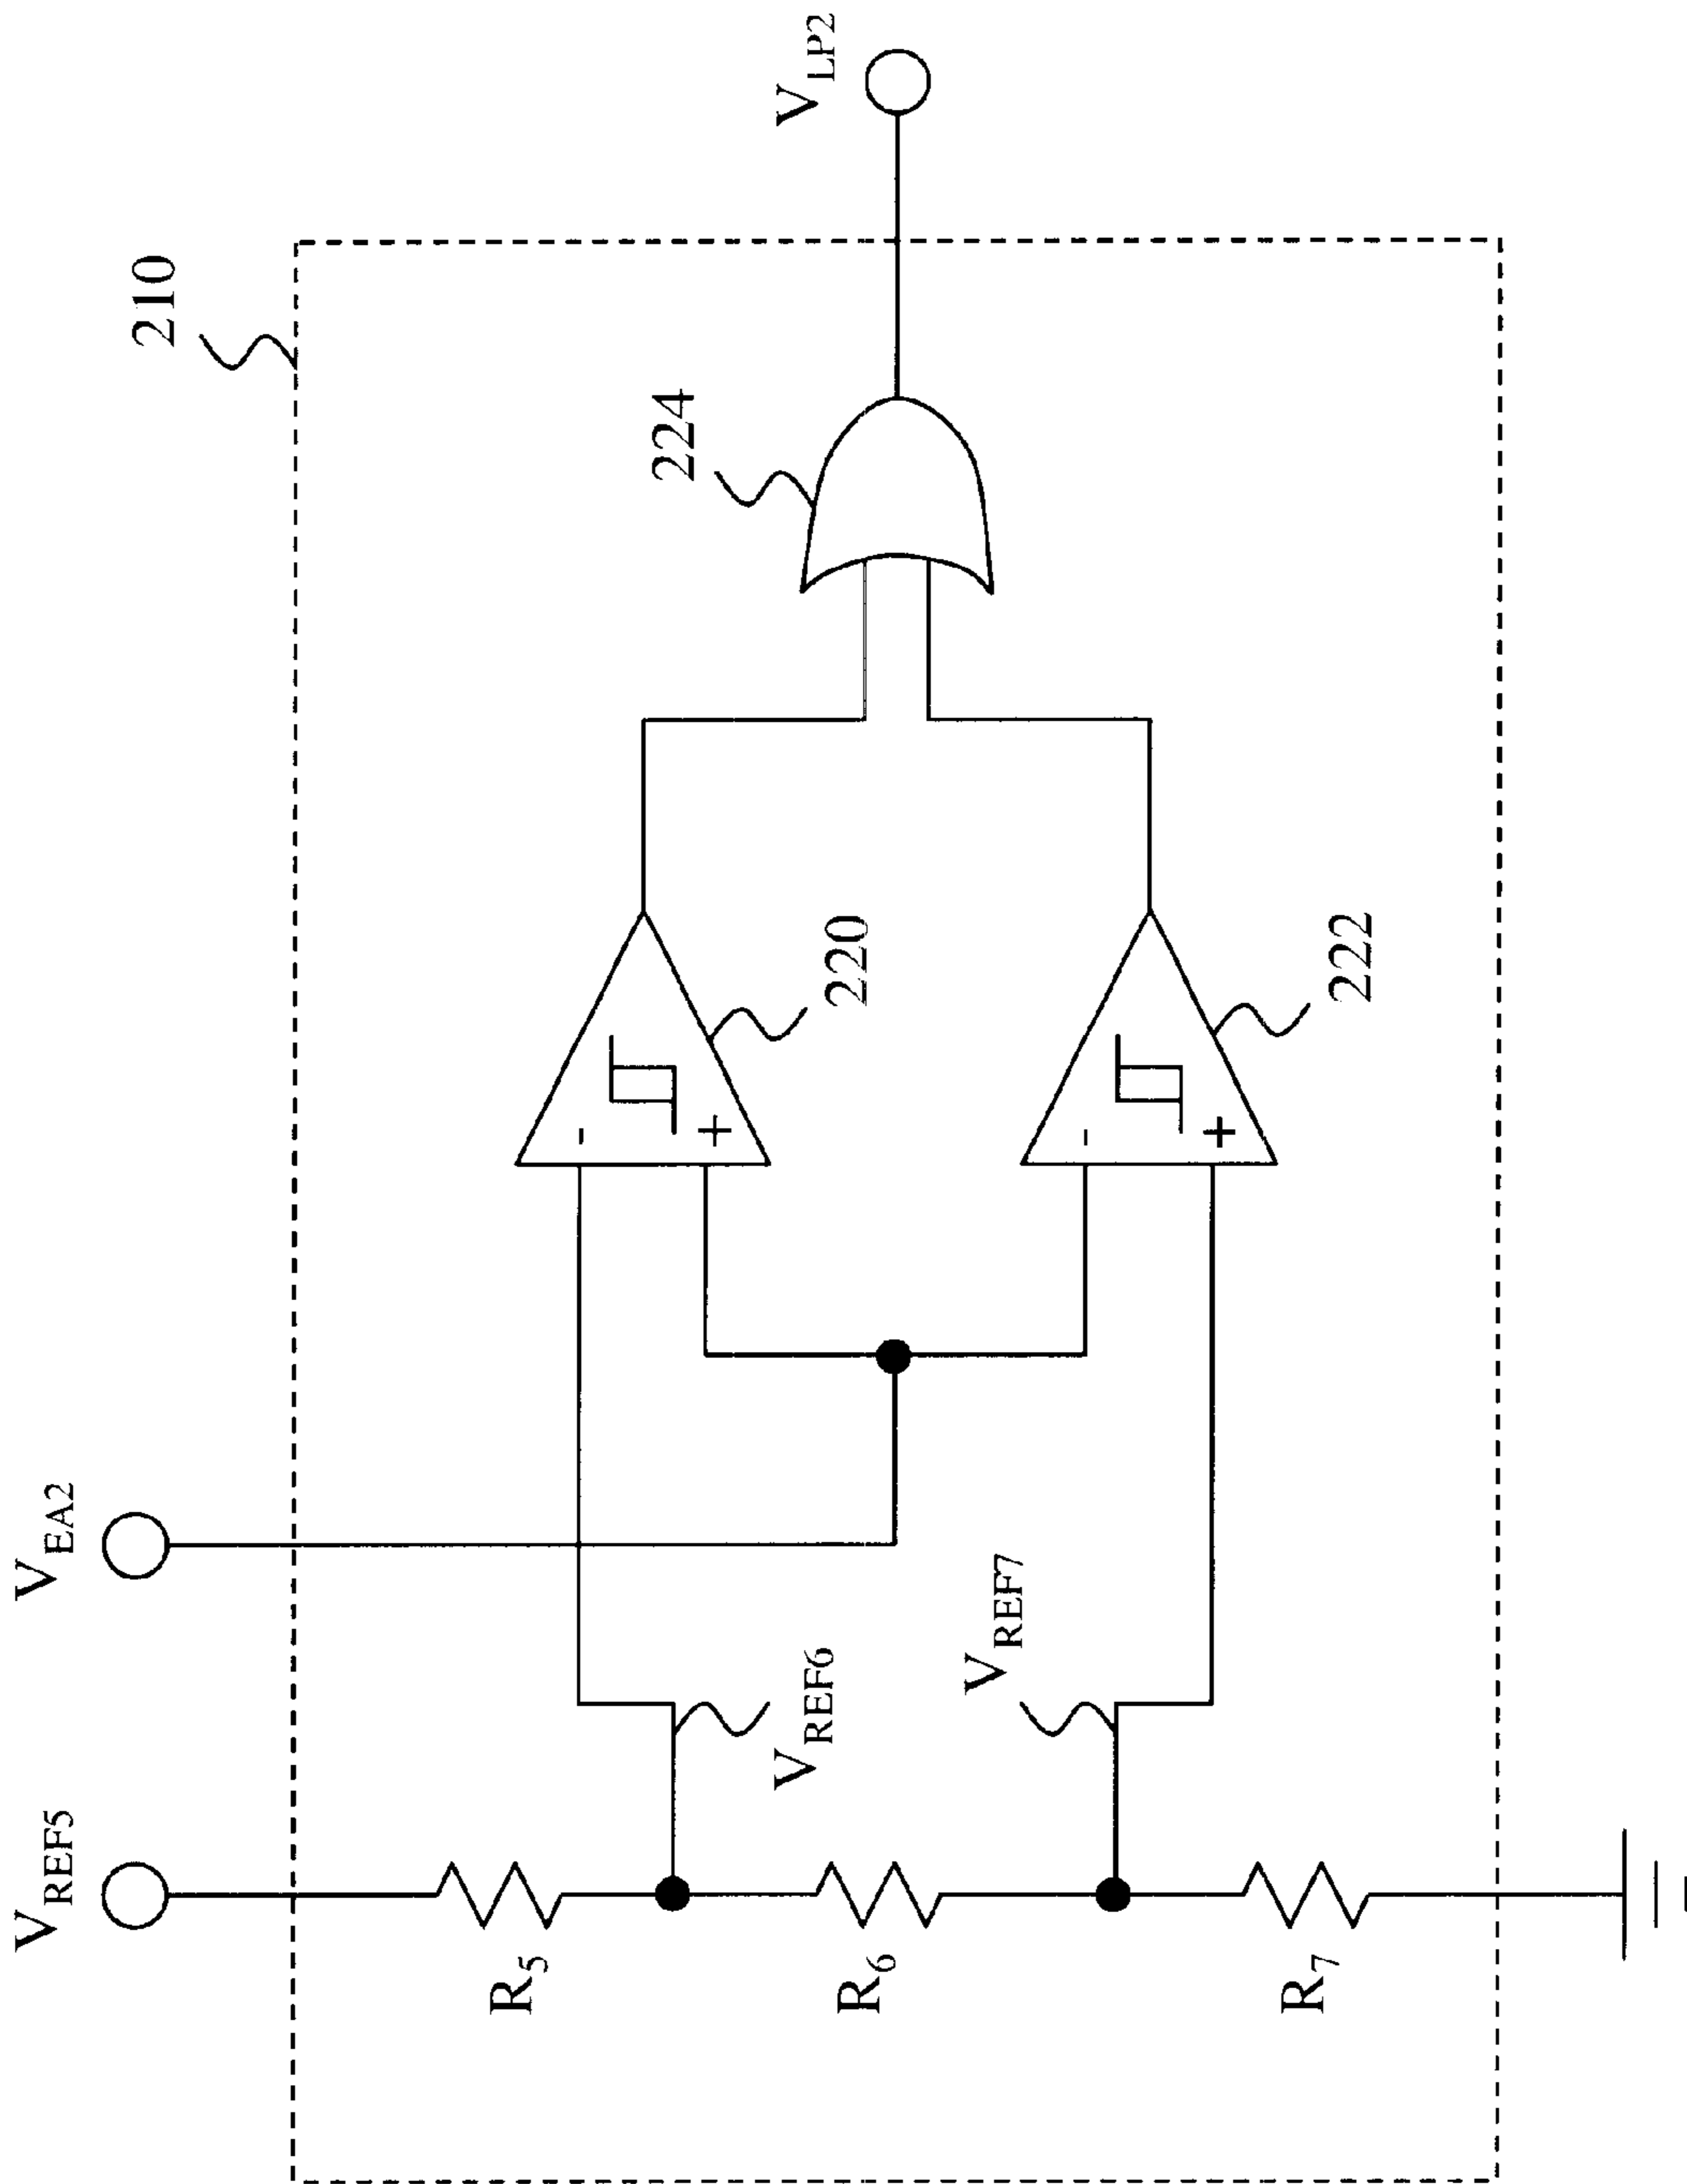 V_REF5
V_EA2
210
V_LP2
224
R_5
-
+
220
V_REF6
R_6
V_REF7
-
+
222
R_7